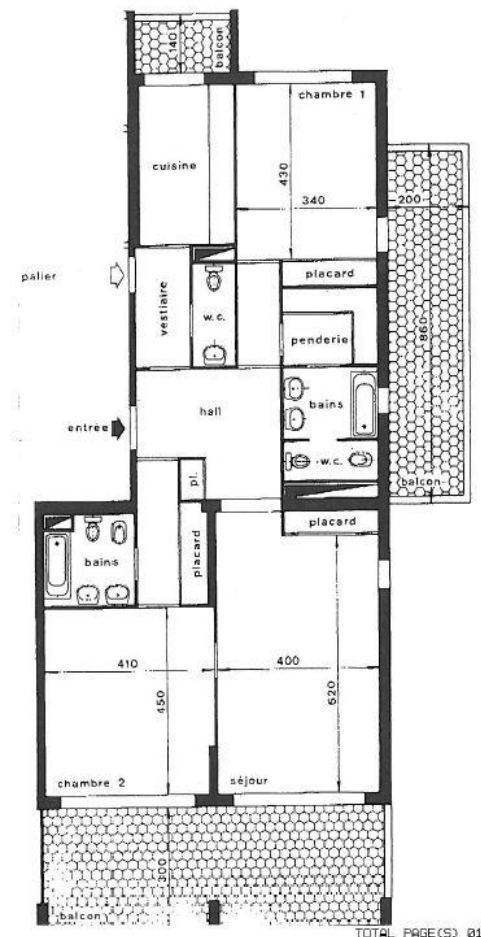 140
balcon
chambre 1
cuisine
430
340
200
palier
vestiaire
w.c.
placard
penderie
860
hall
bains
entrée
w.c.
pl.
balcon
placard
placard
bains
410
400
450
620
chambre 2
séjour
300
balcon
TOTAL PAGE(S) 01